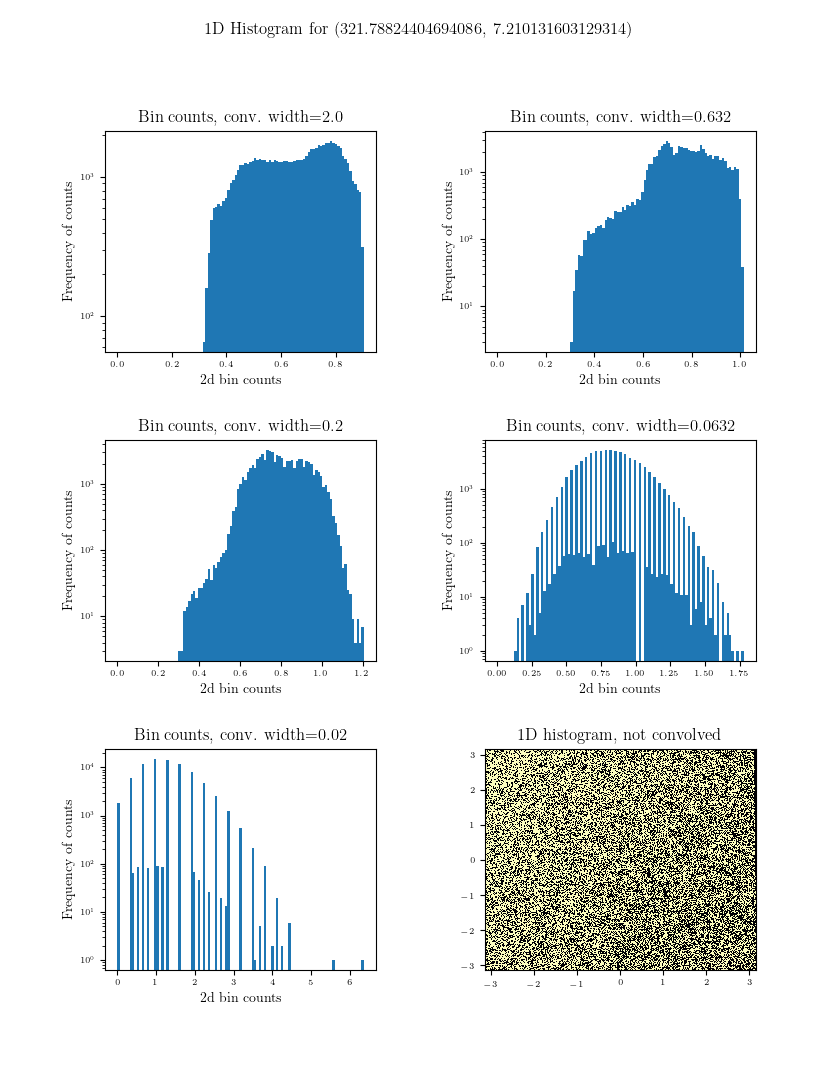 1D Histogram for (321.78824404694086, 7.210131603129314)
Bin counts, conv. width=2.0
Frequency of counts
10³
10²
0.0 0.2 0.4 0.6 0.8
2d bin counts
Bin counts, conv. width=0.632
Frequency of counts
10³
10²
10¹
0.0 0.2 0.4 0.6 0.8 1.0
2d bin counts
Bin counts, conv. width=0.2
Frequency of counts
10³
10²
10¹
0.0 0.2 0.4 0.6 0.8 1.0 1.2
2d bin counts
Bin counts, conv. width=0.0632
Frequency of counts
10³
10²
10¹
10⁰
0.00 0.25 0.50 0.75 1.00 1.25 1.50 1.75
2d bin counts
Bin counts, conv. width=0.02
Frequency of counts
10⁴
10³
10²
10¹
10⁰
0 1 2 3 4 5 6
2d bin counts
1D histogram, not convolved
3
2
1
0
−1
−2
−3
−3 −2 −1 0 1 2 3